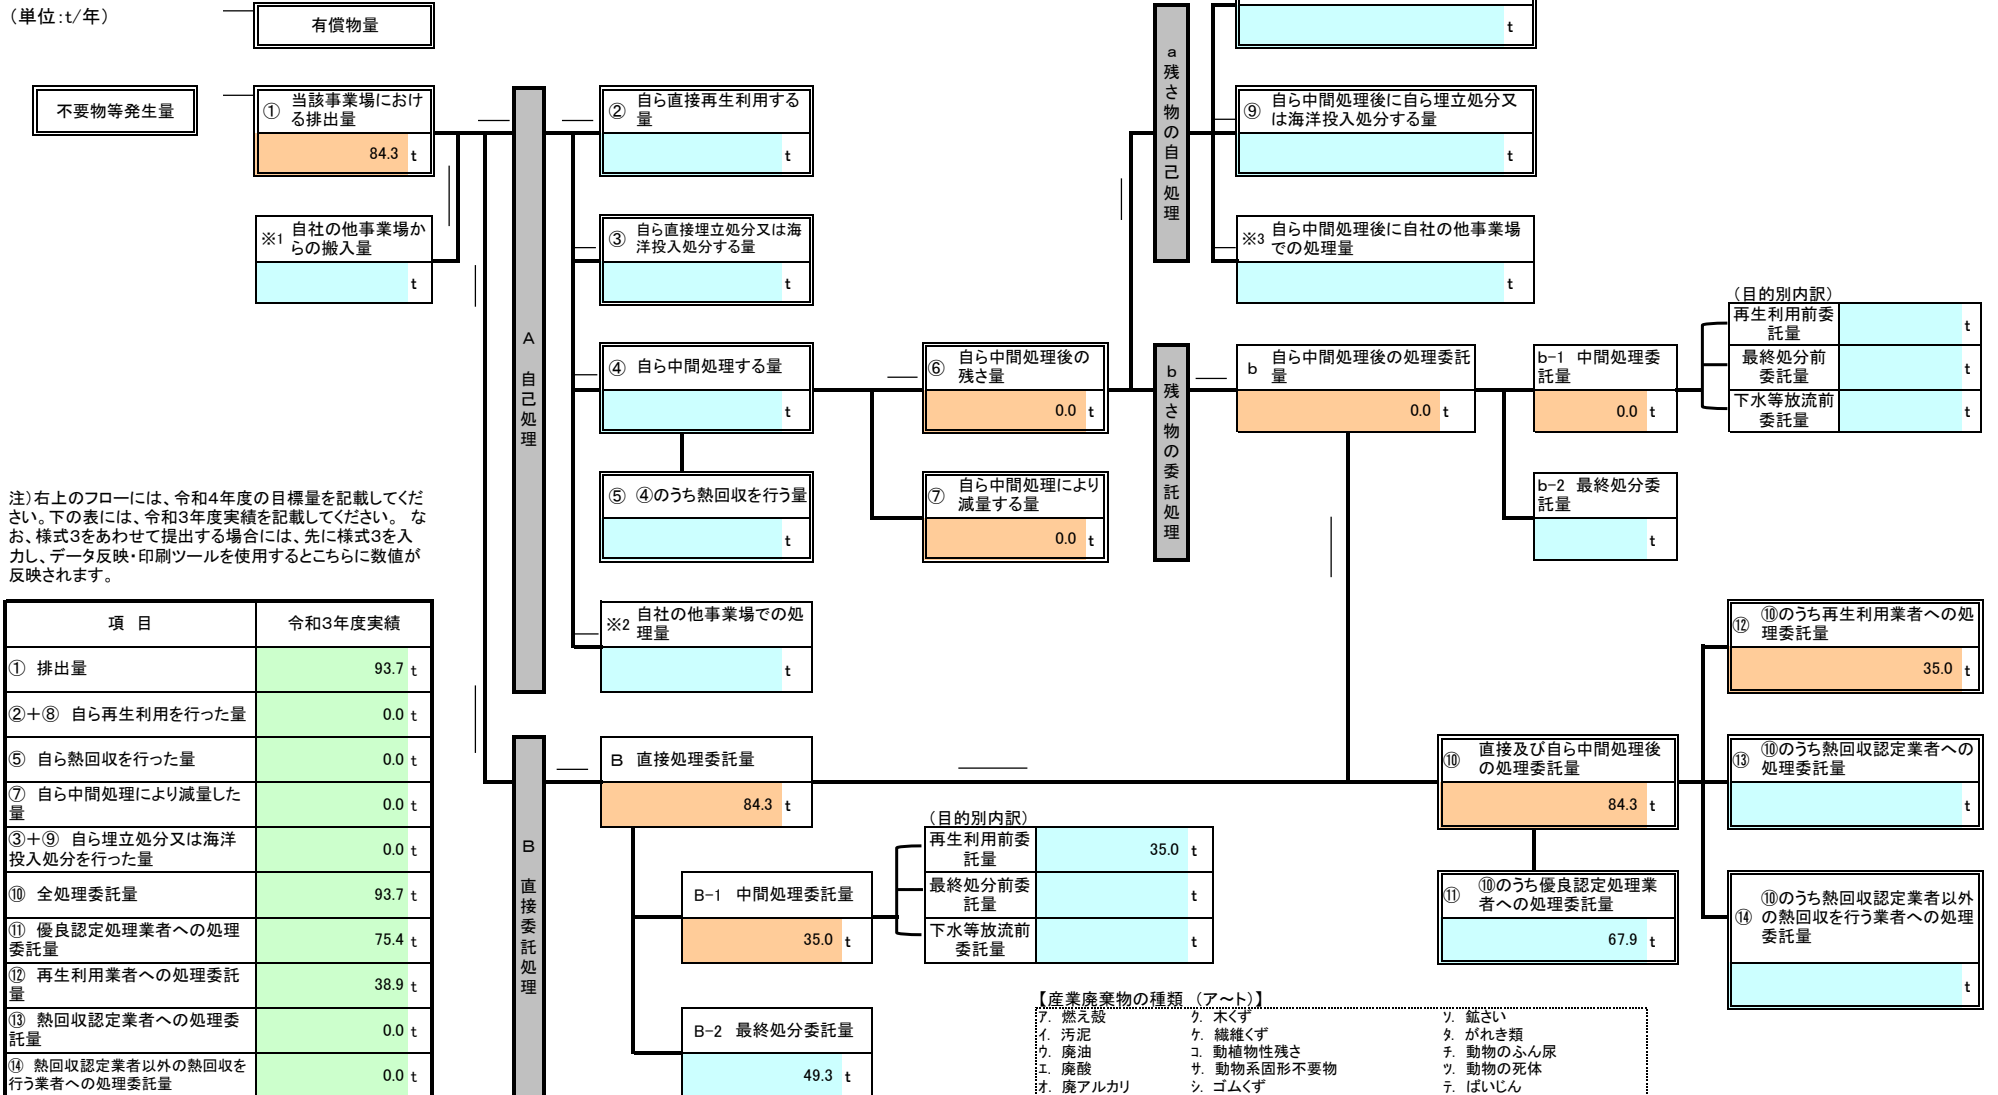 （単位:t/年）
有償物量
t
不要物等発生量
① 当該事業場におけ
る排出量
84.3 t
※1 自社の他事業場か
らの搬入量
t
A 自己処理
② 自ら直接再生利用する
量
t
③ 自ら直接埋立処分又は海
洋投入処分する量
t
④ 自ら中間処理する量
t
⑤ ④のうち熱回収を行う量
t
※2 自社の他事業場での処
理量
t
⑥ 自ら中間処理後の
残さ量
0.0 t
⑦ 自ら中間処理により
減量する量
0.0 t
a 残さ物の自己処理
⑨ 自ら中間処理後に自ら埋立処分又
は海洋投入処分する量
t
※3 自ら中間処理後に自社の他事業場
での処理量
t
b 残さ物の委託処理
b 自ら中間処理後の処理委託
量
0.0 t
b-1 中間処理委
託量
0.0 t
b-2 最終処分委
託量
t
（目的別内訳）
再生利用前委
託量
t
最終処分前
委託量
t
下水等放流前
委託量
t
注）右上のフローには、令和4年度の目標量を記載してくだ
さい。下の表には、令和3年度実績を記載してください。 な
お、様式3をあわせて提出する場合には、先に様式3を入
力し、データ反映・印刷ツールを使用するとこちらに数値が
反映されます。
項 目 令和3年度実績
① 排出量 93.7 t
②＋⑧ 自ら再生利用を行った量 0.0 t
⑤ 自ら熱回収を行った量 0.0 t
⑦ 自ら中間処理により減量した
量 0.0 t
③＋⑨ 自ら埋立処分又は海洋
投入処分を行った量 0.0 t
⑩ 全処理委託量 93.7 t
⑪ 優良認定処理業者への処理
委託量 75.4 t
⑫ 再生利用業者への処理委託
量 38.9 t
⑬ 熱回収認定業者への処理委
託量 0.0 t
⑭ 熱回収認定業者以外の熱回収を
行う業者への処理委託量 0.0 t
B 直接委託処理
B 直接処理委託量
84.3 t
B-1 中間処理委託量
35.0 t
B-2 最終処分委託量
49.3 t
（目的別内訳）
再生利用前委
託量
35.0 t
最終処分前委
託量
t
下水等放流前
委託量
t
⑩ 直接及び自ら中間処理後
の処理委託量
84.3 t
⑪ ⑩のうち優良認定処理業
者への処理委託量
67.9 t
⑫ ⑩のうち再生利用業者への処
理委託量
35.0 t
⑬ ⑩のうち熱回収認定業者への
処理委託量
t
⑭ ⑩のうち熱回収認定業者以外
の熱回収を行う業者への処理
委託量
t
【産業廃棄物の種類 （ア～ト）】
ア. 燃え殻 ク. 木くず ソ. 鉱さい
イ. 汚泥 ケ. 繊維くず タ. がれき類
ウ. 廃油 コ. 動植物性残さ チ. 動物のふん尿
エ. 廃酸 サ. 動物系固形不要物 ツ. 動物の死体
オ. 廃アルカリ シ. ゴムくず テ. ばいじん